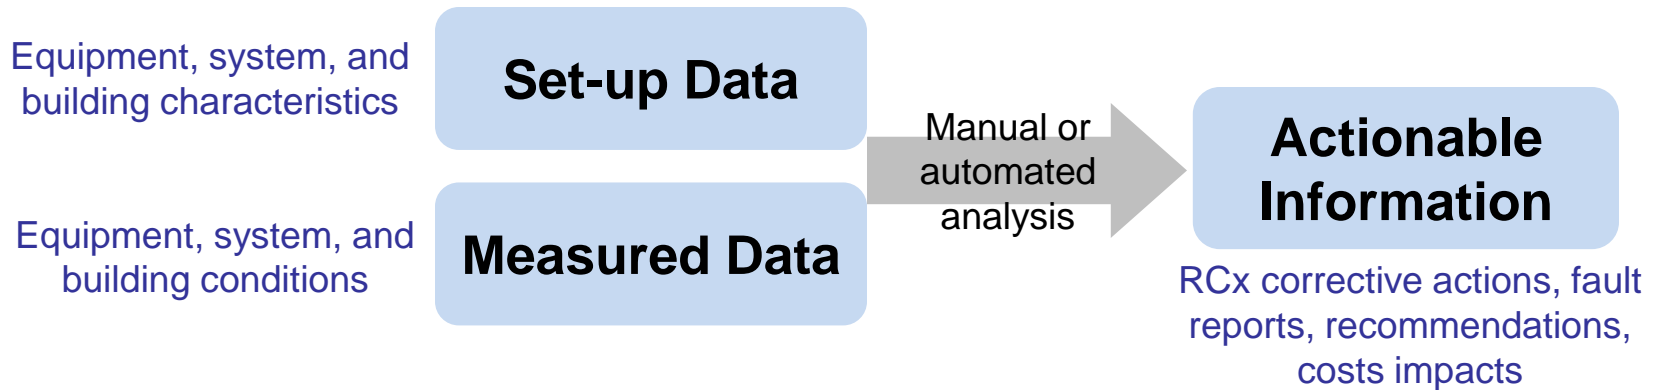 Equipment, system, and
building characteristics
Set-up Data
Equipment, system, and
building conditions
Measured Data
Manual or
automated
analysis
Actionable
Information
RCx corrective actions, fault
reports, recommendations,
costs impacts